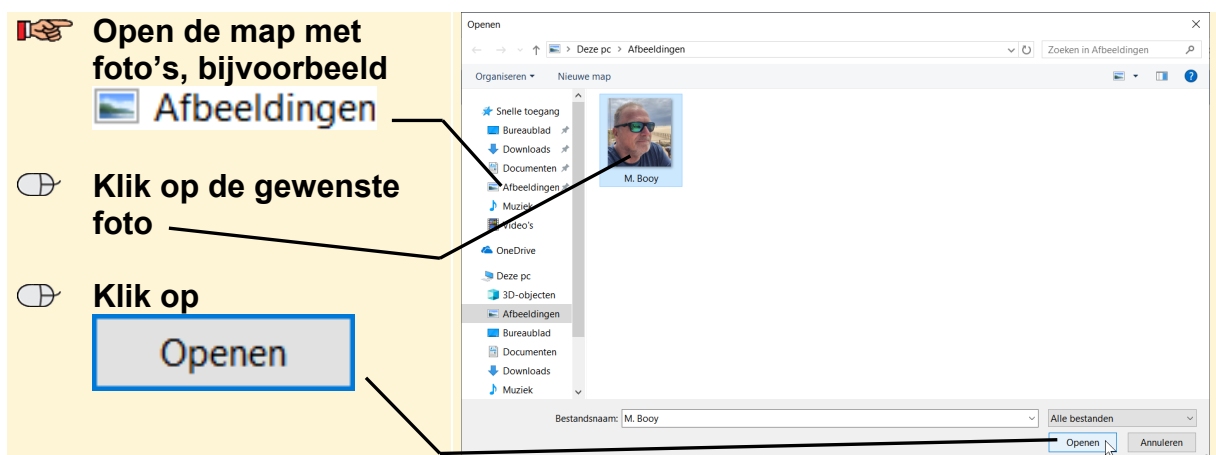 Open de map met
foto’s, bijvoorbeeld
Afbeeldingen
Klik op de gewenste
foto
Klik op
Openen
Openen
Deze pc > Afbeeldingen
Zoeken in Afbeeldingen
Organiseren
Nieuwe map
Snelle toegang
Bureaublad
Downloads
Documenten
Afbeeldingen
Muziek
Video's
OneDrive
Deze pc
3D-objecten
Afbeeldingen
Bureaublad
Documenten
Downloads
Muziek
M. Booy
Bestandsnaam: M. Booy
Alle bestanden
Openen
Annuleren